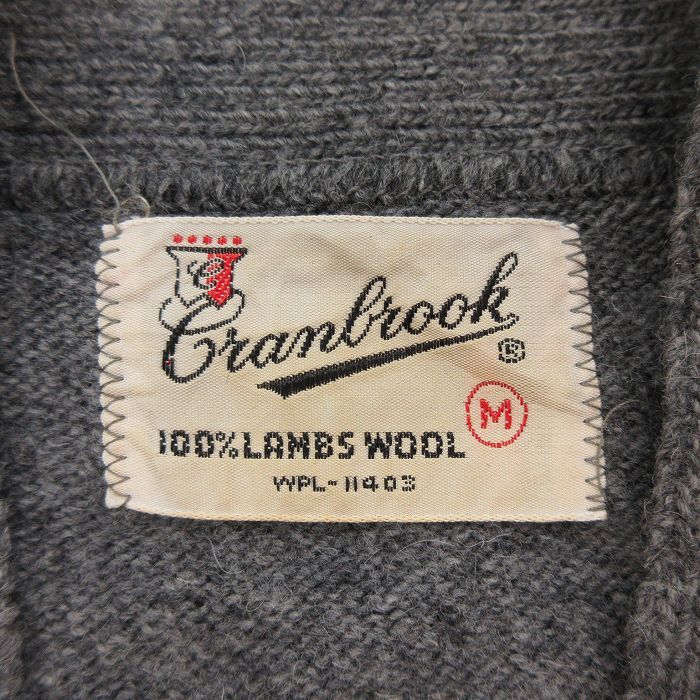 C
Cranbrook ®
M
100% LAMBS WOOL
WPL-11403